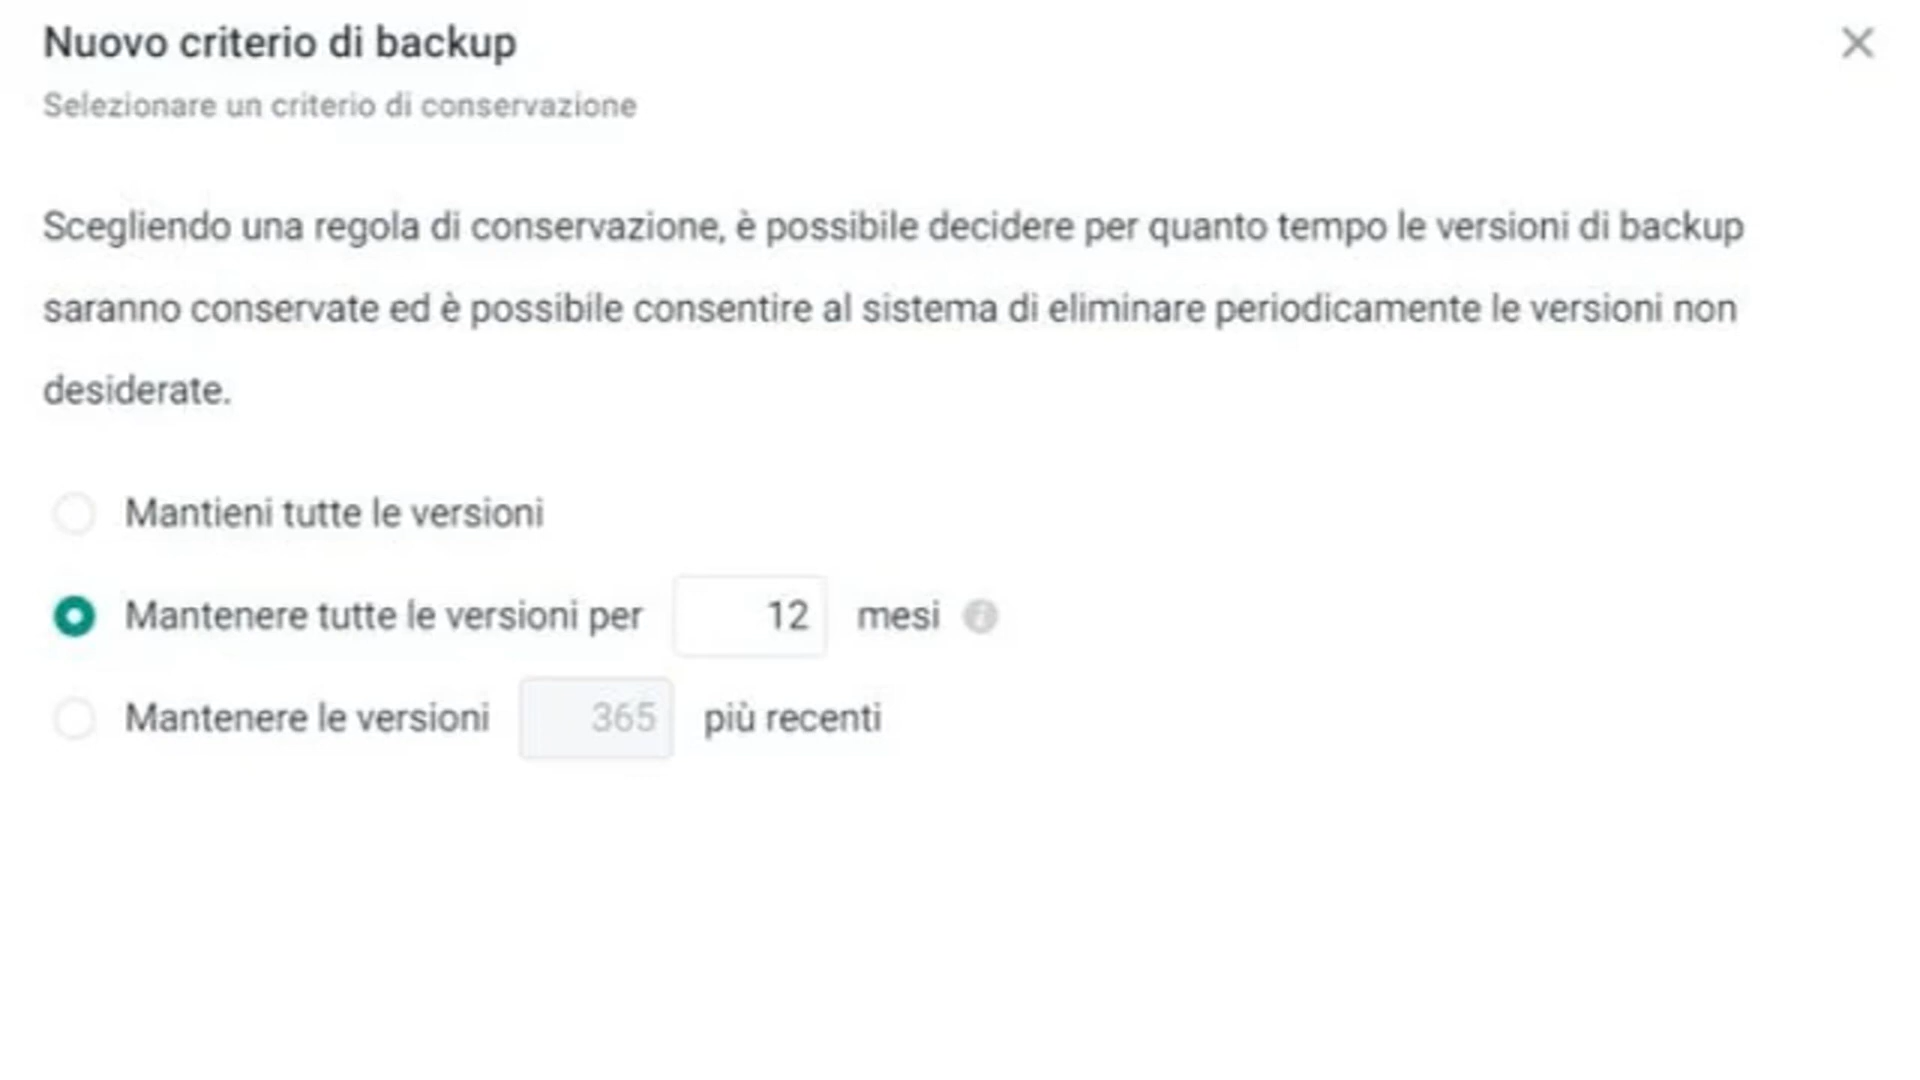 Nuovo criterio di backup
Selezionare un criterio di conservazione
Scegliendo una regola di conservazione, è possibile decidere per quanto tempo le versioni di backup
saranno conservate ed è possibile consentire al sistema di eliminare periodicamente le versioni non
desiderate.
Mantieni tutte le versioni
Mantenere tutte le versioni per 12 mesi
Mantenere le versioni 365 più recenti